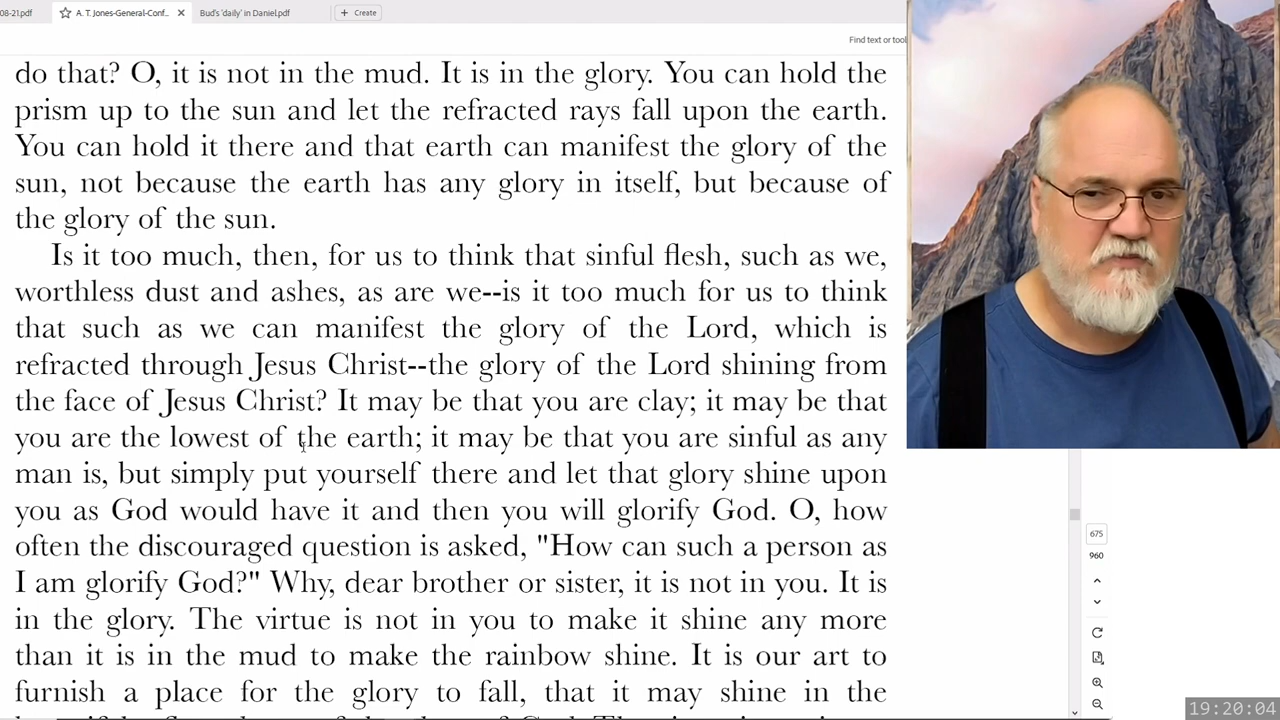 08-21.pdf
A. T. Jones-General-Conf...
Bud's 'daily' in Daniel.pdf
Create
Find text or tool
do that? O, it is not in the mud. It is in the glory. You can hold the
prism up to the sun and let the refracted rays fall upon the earth.
You can hold it there and that earth can manifest the glory of the
sun, not because the earth has any glory in itself, but because of
the glory of the sun.
Is it too much, then, for us to think that sinful flesh, such as we,
worthless dust and ashes, as are we--is it too much for us to think
that such as we can manifest the glory of the Lord, which is
refracted through Jesus Christ--the glory of the Lord shining from
the face of Jesus Christ? It may be that you are clay; it may be that
you are the lowest of the earth; it may be that you are sinful as any
man is, but simply put yourself there and let that glory shine upon
you as God would have it and then you will glorify God. O, how
often the discouraged question is asked, "How can such a person as
I am glorify God?" Why, dear brother or sister, it is not in you. It is
in the glory. The virtue is not in you to make it shine any more
than it is in the mud to make the rainbow shine. It is our art to
furnish a place for the glory to fall, that it may shine in the
675
960
19:20:04